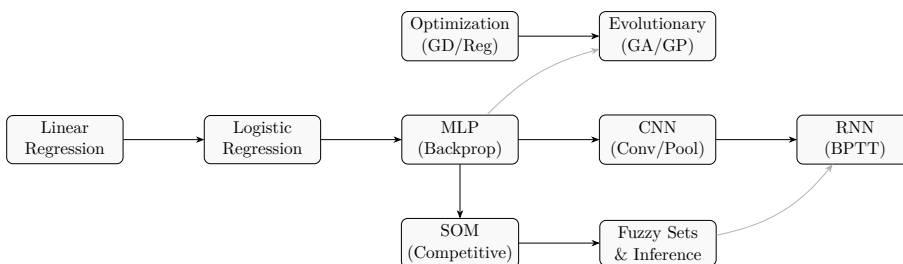 Optimization
(GD/Reg)
Evolutionary
(GA/GP)
Linear
Regression
Logistic
Regression
MLP
(Backprop)
CNN
(Conv/Pool)
RNN
(BPTT)
SOM
(Competitive)
Fuzzy Sets
& Inference